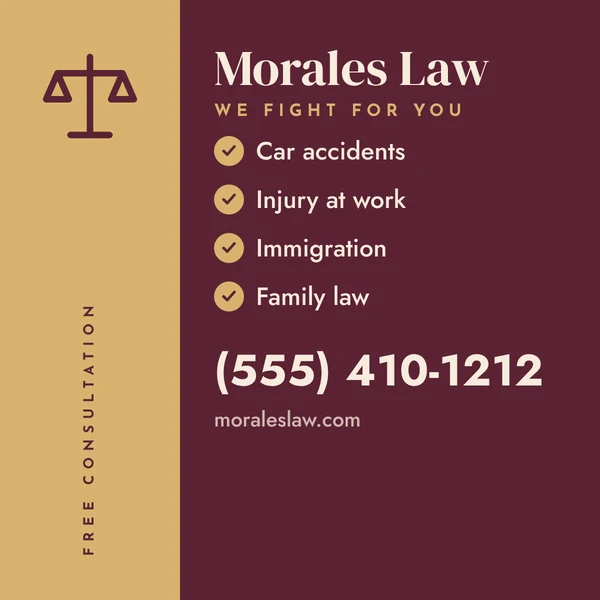 Morales Law
WE FIGHT FOR YOU
Car accidents
Injury at work
Immigration
Family law
(555) 410-1212
moraleslaw.com
FREE CONSULTATION